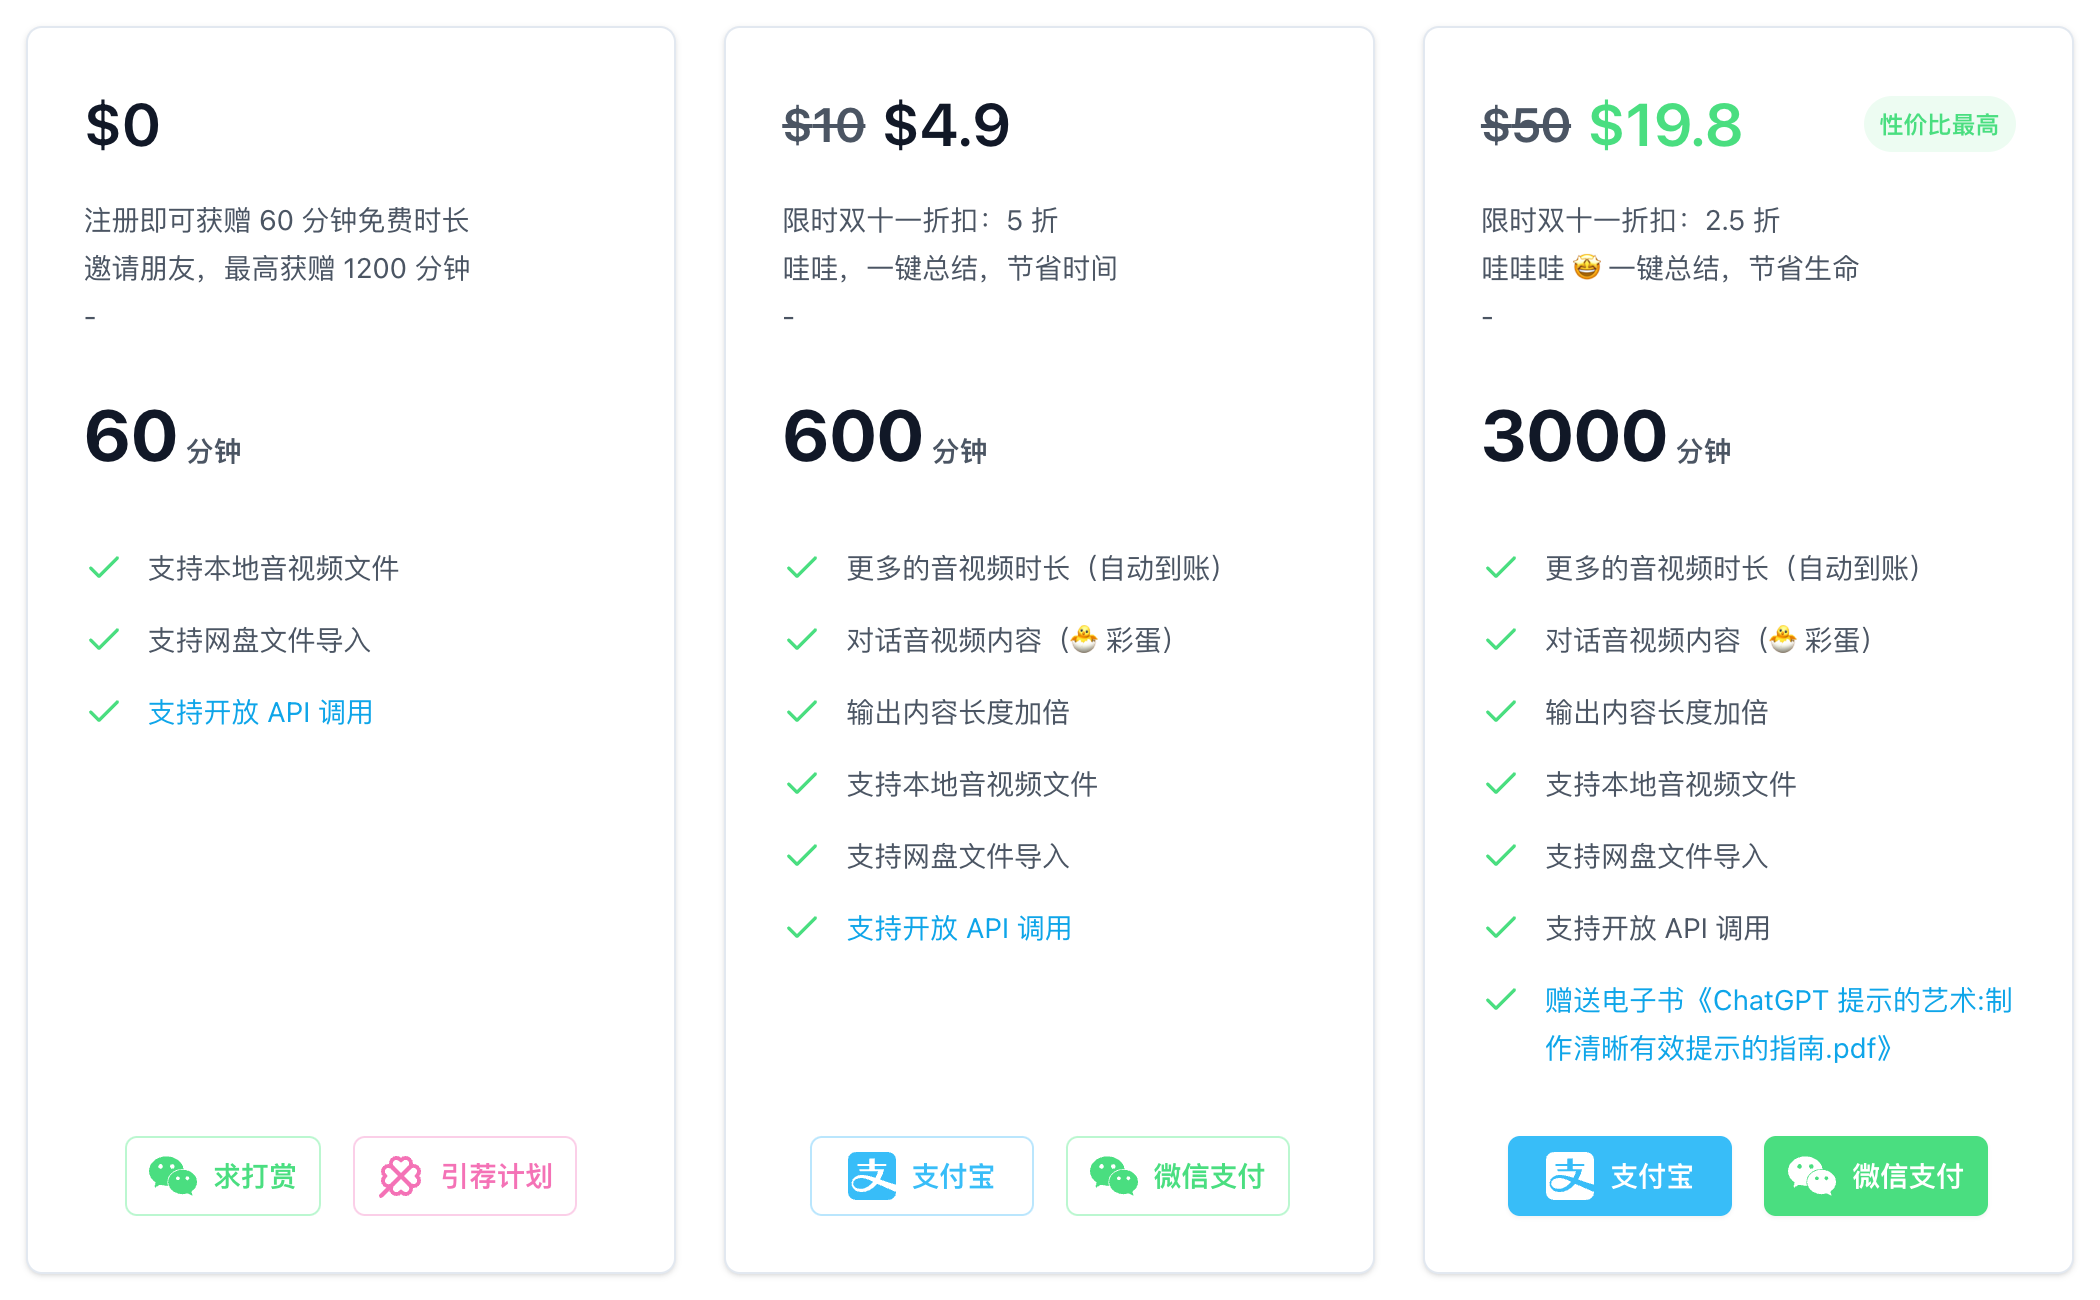 $0
注册即可获赠 60 分钟免费时长
邀请朋友，最高获赠 1200 分钟
-
60 分钟
支持本地音视频文件
支持网盘文件导入
支持开放 API 调用
求打赏
引荐计划
$10 $4.9
限时双十一折扣：5 折
哇哇，一键总结，节省时间
-
600 分钟
更多的音视频时长（自动到账）
对话音视频内容（🐣 彩蛋）
输出内容长度加倍
支持本地音视频文件
支持网盘文件导入
支持开放 API 调用
支付宝
微信支付
$50 $19.8
性价比最高
限时双十一折扣：2.5 折
哇哇哇 🤩 一键总结，节省生命
-
3000 分钟
更多的音视频时长（自动到账）
对话音视频内容（🐣 彩蛋）
输出内容长度加倍
支持本地音视频文件
支持网盘文件导入
支持开放 API 调用
赠送电子书《ChatGPT 提示的艺术:制
作清晰有效提示的指南.pdf》
支付宝
微信支付